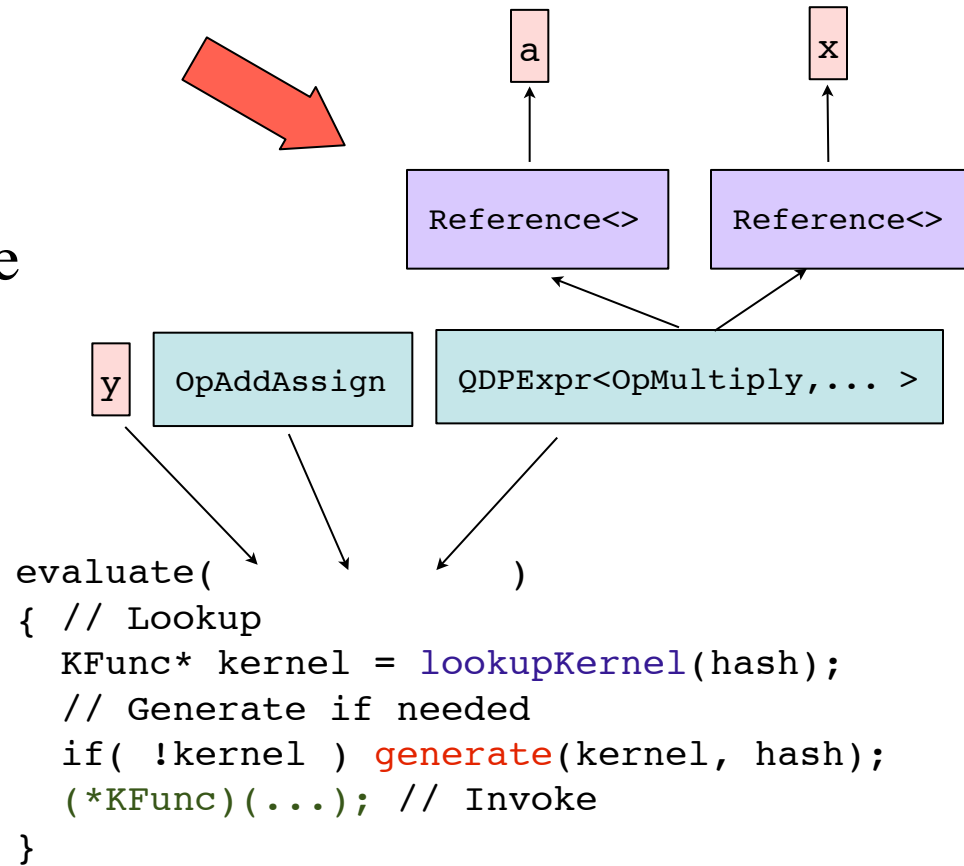 a x
Reference<> Reference<>
e
y OpAddAssign QDPExpr<OpMultiply,... >
evaluate( )
{ // Lookup
KFunc* kernel = lookupKernel(hash);
// Generate if needed
if( !kernel ) generate(kernel, hash);
(*KFunc)(...); // Invoke
}